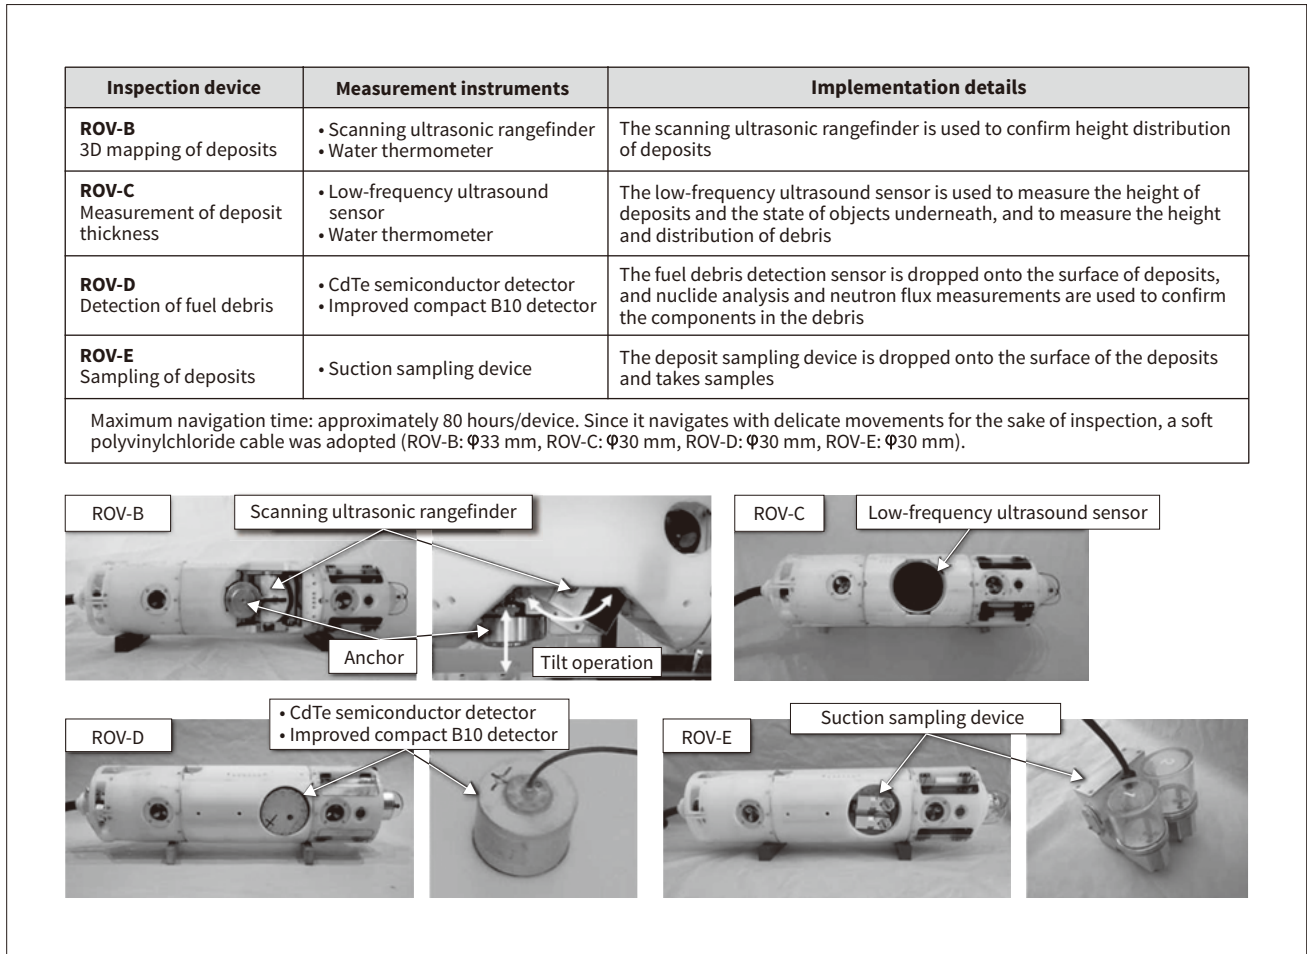 Inspection device
Measurement instruments
Implementation details
ROV-B
3D mapping of deposits
• Scanning ultrasonic rangefinder
• Water thermometer
The scanning ultrasonic rangefinder is used to confirm height distribution
of deposits
ROV-C
Measurement of deposit
thickness
• Low-frequency ultrasound
sensor
• Water thermometer
The low-frequency ultrasound sensor is used to measure the height of
deposits and the state of objects underneath, and to measure the height
and distribution of debris
ROV-D
Detection of fuel debris
• CdTe semiconductor detector
• Improved compact B10 detector
The fuel debris detection sensor is dropped onto the surface of deposits,
and nuclide analysis and neutron flux measurements are used to confirm
the components in the debris
ROV-E
Sampling of deposits
• Suction sampling device
The deposit sampling device is dropped onto the surface of the deposits
and takes samples
Maximum navigation time: approximately 80 hours/device. Since it navigates with delicate movements for the sake of inspection, a soft
polyvinylchloride cable was adopted (ROV-B: φ33 mm, ROV-C: φ30 mm, ROV-D: φ30 mm, ROV-E: φ30 mm).
ROV-B
Scanning ultrasonic rangefinder
Anchor
Tilt operation
ROV-C
Low-frequency ultrasound sensor
ROV-D
• CdTe semiconductor detector
• Improved compact B10 detector
ROV-E
Suction sampling device